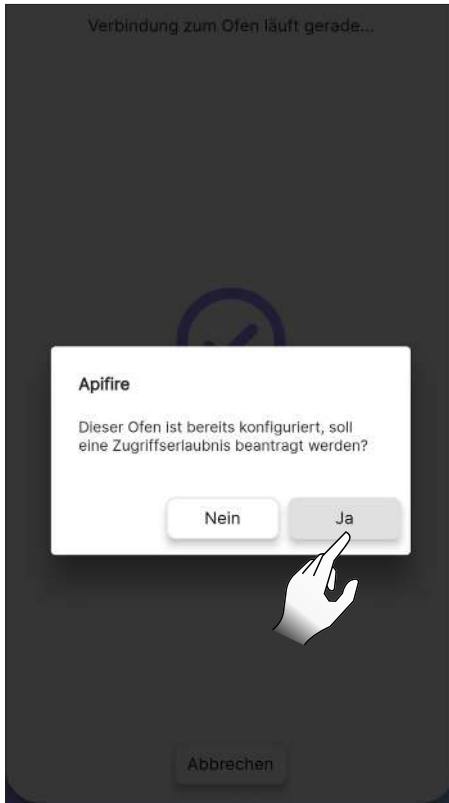 Verbindung zum Ofen läuft gerade...
Apifire
Dieser Ofen ist bereits konfiguriert, soll
eine Zugriffserlaubnis beantragt werden?
Nein
Ja
Abbrechen